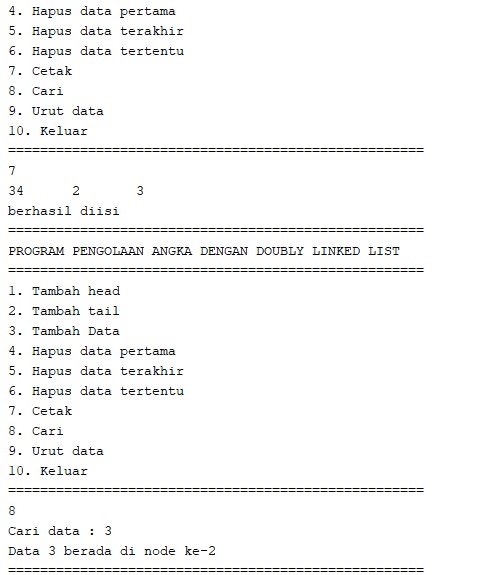 4. Hapus data pertama
5. Hapus data terakhir
6. Hapus data tertentu
7. Cetak
8. Cari
9. Urut data
10. Keluar
====================================================
7
34      2       3
berhasil diisi
====================================================
PROGRAM PENGOLAAN ANGKA DENGAN DOUBLY LINKED LIST
====================================================
1. Tambah head
2. Tambah tail
3. Tambah Data
4. Hapus data pertama
5. Hapus data terakhir
6. Hapus data tertentu
7. Cetak
8. Cari
9. Urut data
10. Keluar
====================================================
8
Cari data : 3
Data 3 berada di node ke-2
====================================================